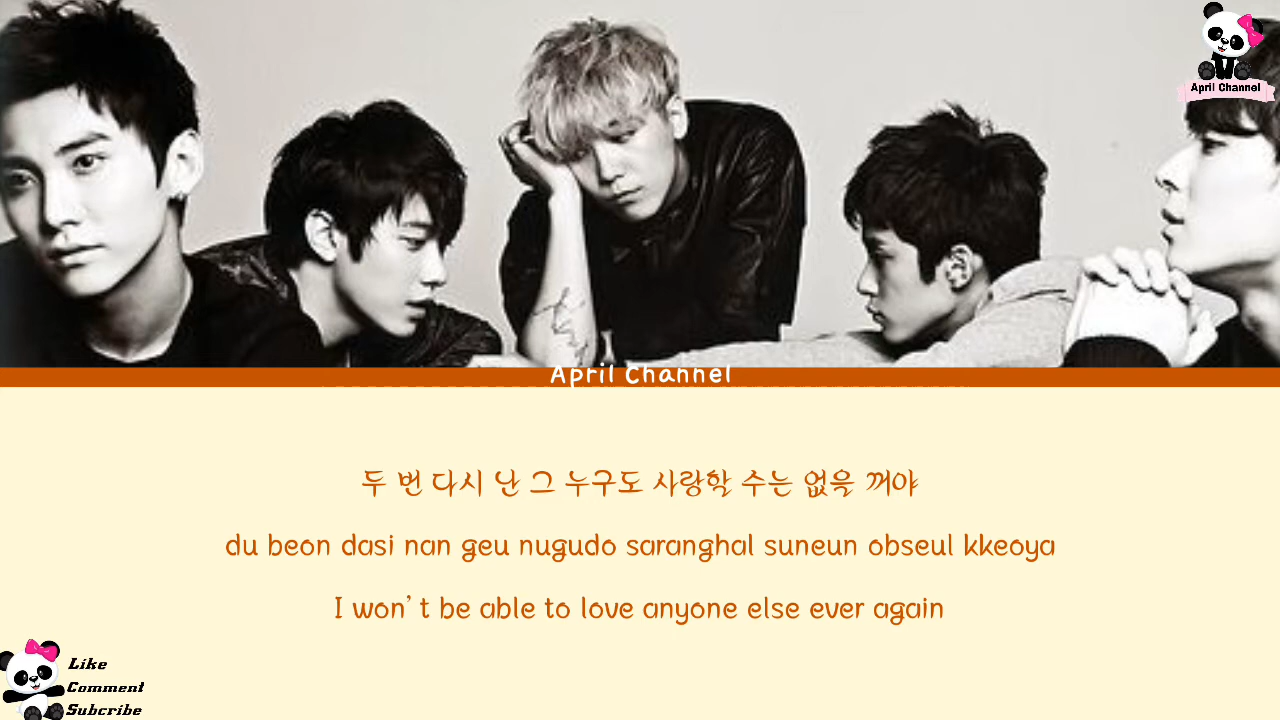 April Channel
April Channel
두 번 다시 난 그 누구도 사랑할 수는 없을 꺼야
du beon dasi nan geu nugudo saranghal suneun obseul kkeoya
I won't be able to love anyone else ever again
Like
Comment
Subcribe